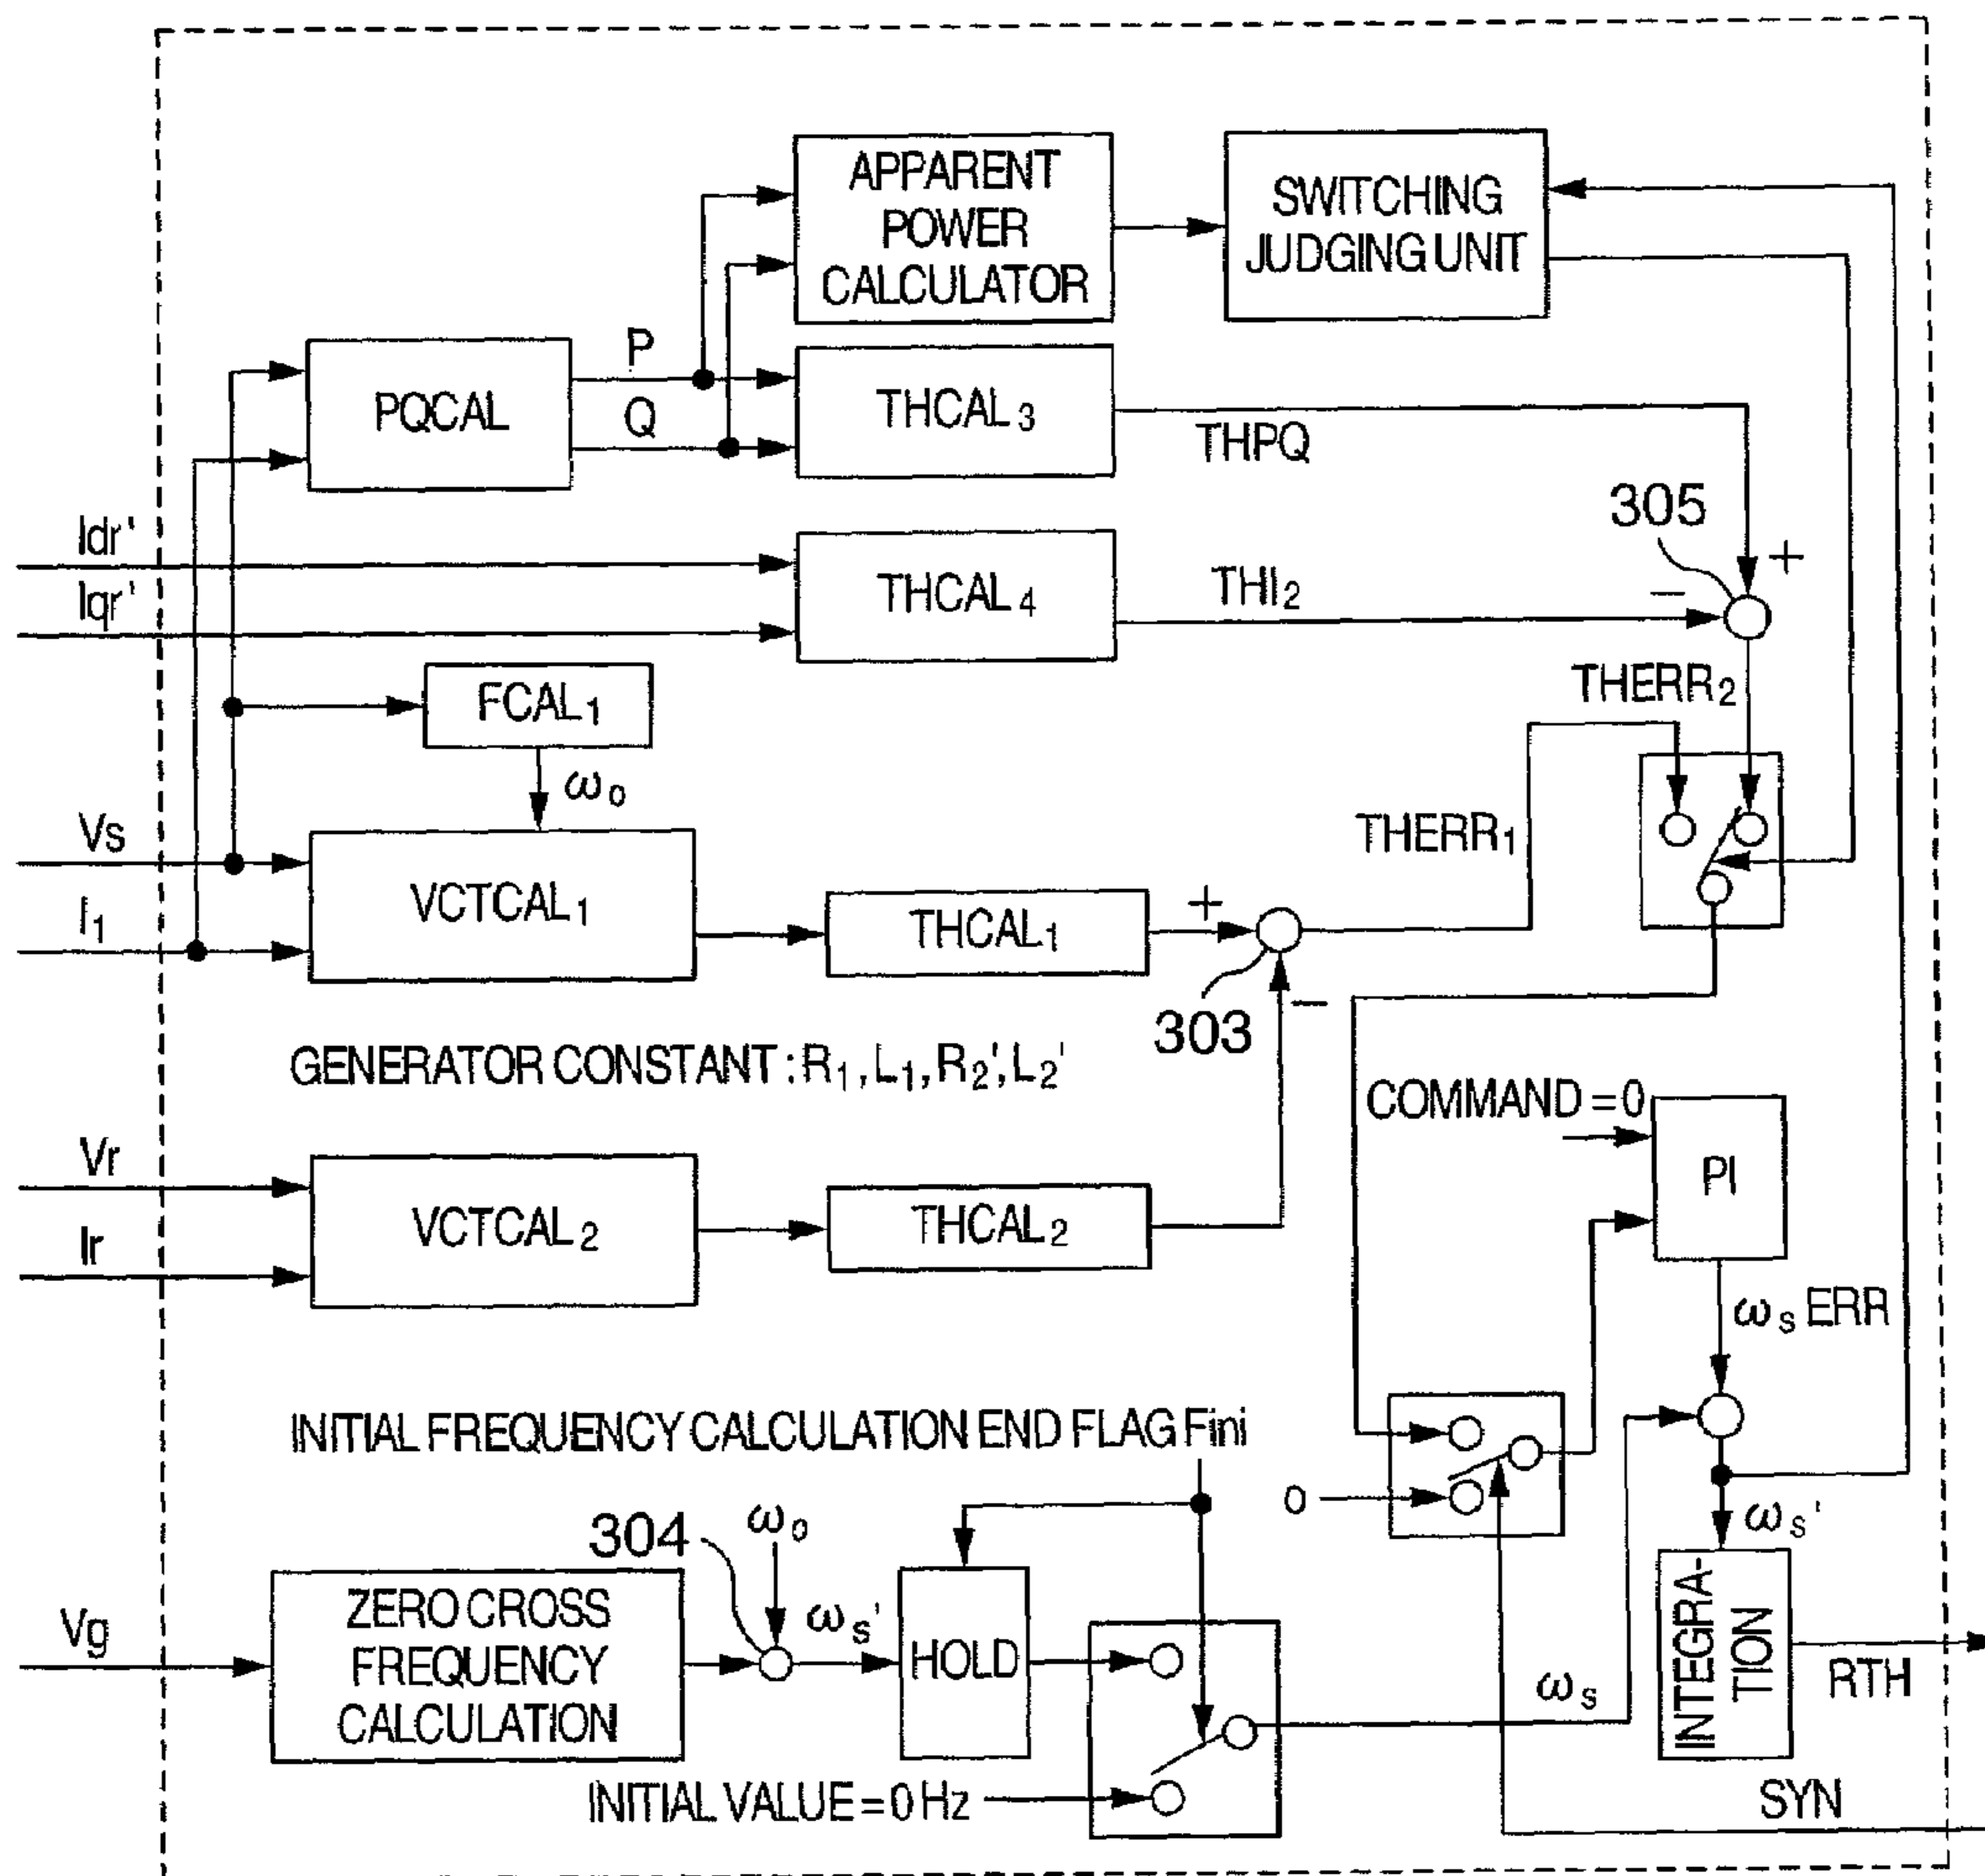 APPARENT
POWER
CALCULATOR
SWITCHING
JUDGING UNIT
PQCAL
P
Q
THCAL₃
THPQ
305
+
−
Idr'
Iqr'
THCAL₄
THI₂
THERR₂
FCAL₁
ω₀
Vs
I₁
VCTCAL₁
THCAL₁
+
−
303
THERR₁
GENERATOR CONSTANT : R₁, L₁, R₂', L₂'
COMMAND = 0
PI
Vr
Ir
VCTCAL₂
THCAL₂
ωs ERR
INITIAL FREQUENCY CALCULATION END FLAG Fini
0
304
ω₀
ωs'
ωs'
Vg
ZERO CROSS
FREQUENCY
CALCULATION
HOLD
ωs
INTEGRA-
TION
RTH
INITIAL VALUE = 0 Hz
SYN